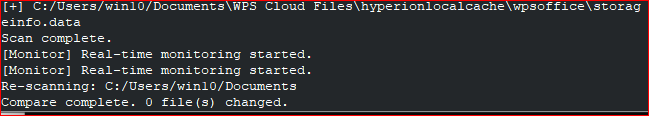 [+] C:/Users/win10/Documents\WPS Cloud Files\hyperionlocalcache\wpsoffice\storag
einfo.data
Scan complete.
[Monitor] Real-time monitoring started.
[Monitor] Real-time monitoring started.
Re-scanning: C:/Users/win10/Documents
Compare complete. 0 file(s) changed.